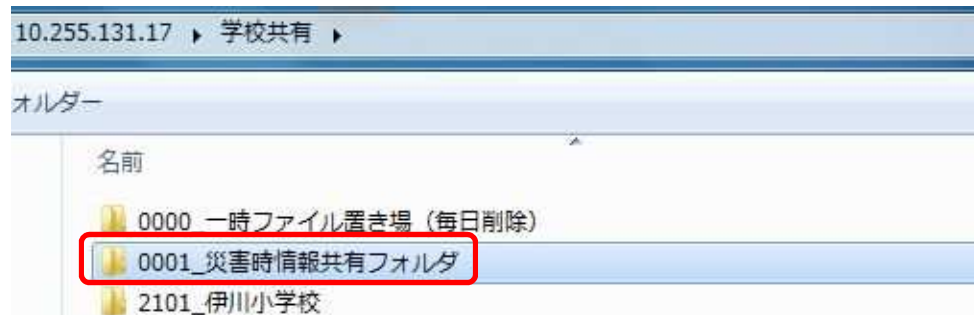 10.255.131.17 ▶ 学校共有 ▶
ォルダー
名前
0000_一時ファイル置き場（毎日削除）
0001_災害時情報共有フォルダ
2101_伊川小学校